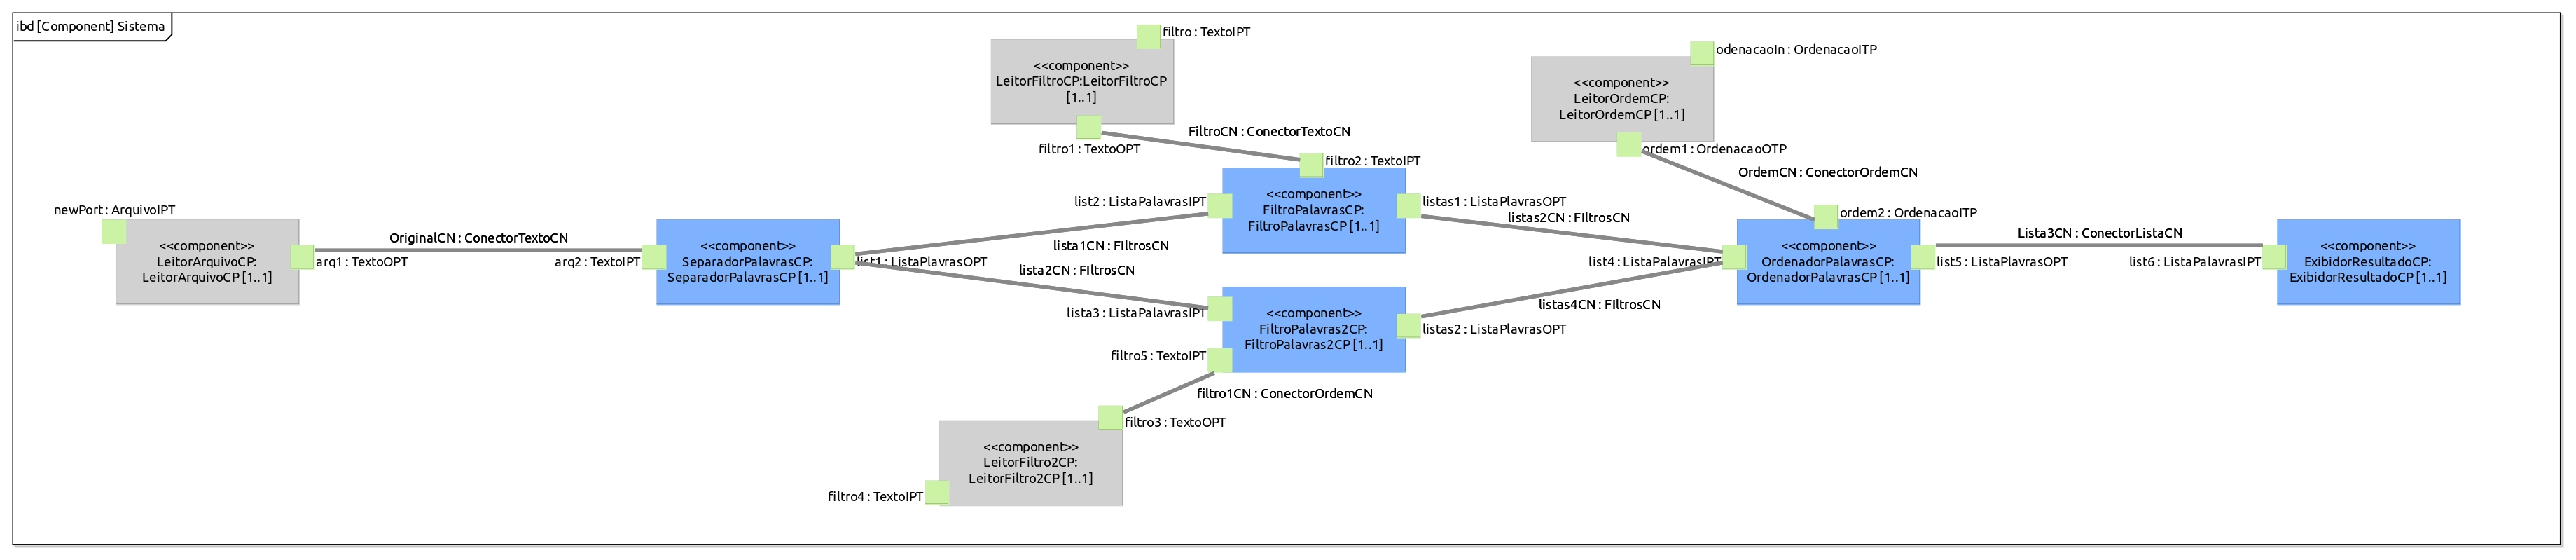 ibd [Component] Sistema
filtro : TextoIPT
<<component>>
LeitorFiltroCP:LeitorFiltroCP
[1..1]
filtro1 : TextoOPT
FiltroCN : ConectorTextoCN
filtro2 : TextoIPT
odenacaoIn : OrdenacaoITP
<<component>>
LeitorOrdemCP:
LeitorOrdemCP [1..1]
ordem1 : OrdenacaoOTP
OrdemCN : ConectorOrdemCN
ordem2 : OrdenacaoITP
newPort : ArquivoIPT
<<component>>
LeitorArquivoCP:
LeitorArquivoCP [1..1]
arq1 : TextoOPT
OriginalCN : ConectorTextoCN
arq2 : TextoIPT
<<component>>
SeparadorPalavrasCP:
SeparadorPalavrasCP [1..1]
list1 : ListaPlavrasOPT
list2 : ListaPalavrasIPT
lista1CN : FIltrosCN
lista2CN : FIltrosCN
<<component>>
FiltroPalavrasCP:
FiltroPalavrasCP [1..1]
listas1 : ListaPlavrasOPT
listas2CN : FIltrosCN
lista3 : ListaPalavrasIPT
<<component>>
FiltroPalavras2CP:
FiltroPalavras2CP [1..1]
filtro5 : TextoIPT
listas2 : ListaPlavrasOPT
listas4CN : FIltrosCN
list4 : ListaPalavrasIPT
<<component>>
OrdenadorPalavrasCP:
OrdenadorPalavrasCP [1..1]
list5 : ListaPlavrasOPT
Lista3CN : ConectorListaCN
list6 : ListaPalavrasIPT
<<component>>
ExibidorResultadoCP:
ExibidorResultadoCP [1..1]
filtro1CN : ConectorOrdemCN
filtro3 : TextoOPT
<<component>>
LeitorFiltro2CP:
LeitorFiltro2CP [1..1]
filtro4 : TextoIPT